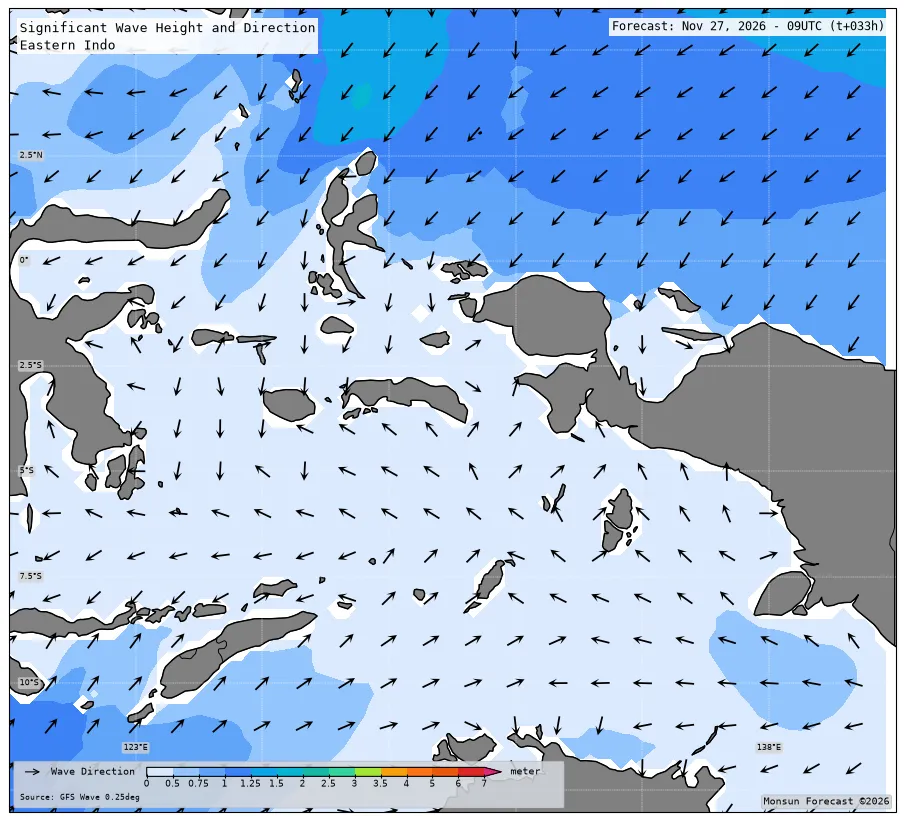 Significant Wave Height and Direction
Eastern Indo
Forecast: Nov 27, 2026 - 09UTC (t+033h)
2.5°N
0°
2.5°S
5°S
7.5°S
10°S
123°E
138°E
Wave Direction
meter
0 0.5 0.75 1 1.25 1.5 2 2.5 3 3.5 4 5 6 7
Source: GFS Wave 0.25deg
Monsun Forecast ©2026